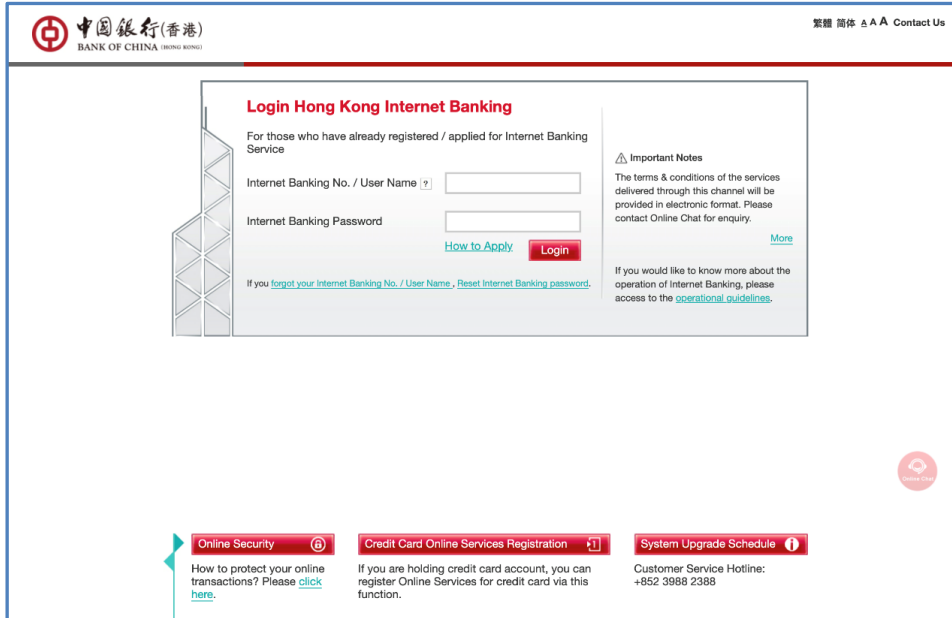 中国银行(香港)
BANK OF CHINA (HONG KONG)
繁體 简体 A A A Contact Us
Login Hong Kong Internet Banking
For those who have already registered / applied for Internet Banking
Service
Internet Banking No. / User Name ?
Internet Banking Password
How to Apply Login
If you forgot your Internet Banking No. / User Name , Reset Internet Banking password.
Important Notes
The terms & conditions of the services
delivered through this channel will be
provided in electronic format. Please
contact Online Chat for enquiry.
More
If you would like to know more about the
operation of Internet Banking, please
access to the operational guidelines.
Online Chat
Online Security
How to protect your online
transactions? Please click
here.
Credit Card Online Services Registration
If you are holding credit card account, you can
register Online Services for credit card via this
function.
System Upgrade Schedule
Customer Service Hotline:
+852 3988 2388